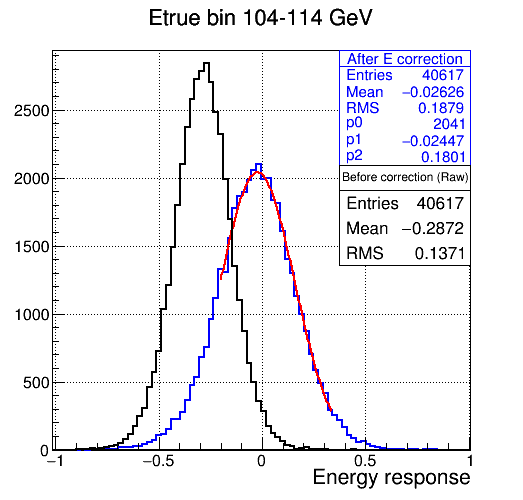 Etrue bin 104-114 GeV
After E correction
Entries 40617
Mean −0.02626
RMS 0.1879
p0 2041
p1 −0.02447
p2 0.1801
Before correction (Raw)
Entries 40617
Mean −0.2872
RMS 0.1371
2500
2000
1500
1000
500
0
−1 −0.5 0 0.5 1
Energy response